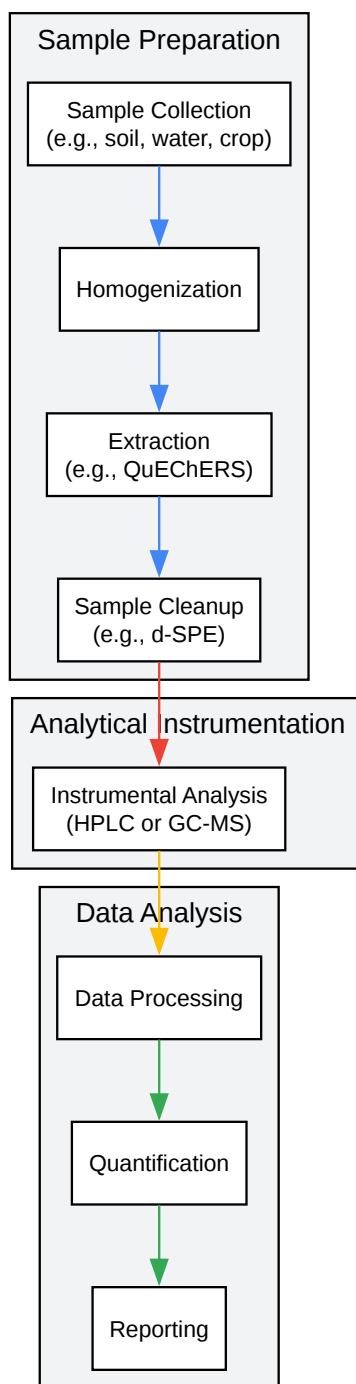 Sample Preparation
Sample Collection
(e.g., soil, water, crop)
Homogenization
Extraction
(e.g., QuEChERS)
Sample Cleanup
(e.g., d-SPE)
Analytical Instrumentation
Instrumental Analysis
(HPLC or GC-MS)
Data Analysis
Data Processing
Quantification
Reporting